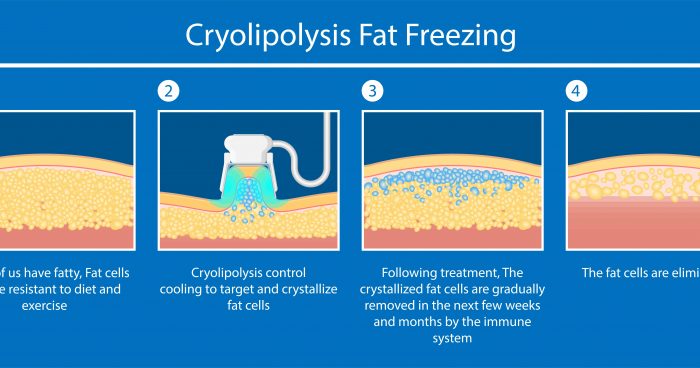 Cryolipolysis Fat Freezing
2
3
4
of us have fatty, Fat cells
resistant to diet and
exercise
Cryolipolysis control
cooling to target and crystallize
fat cells
Following treatment, The
crystallized fat cells are gradually
removed in the next few weeks
and months by the immune
system
The fat cells are